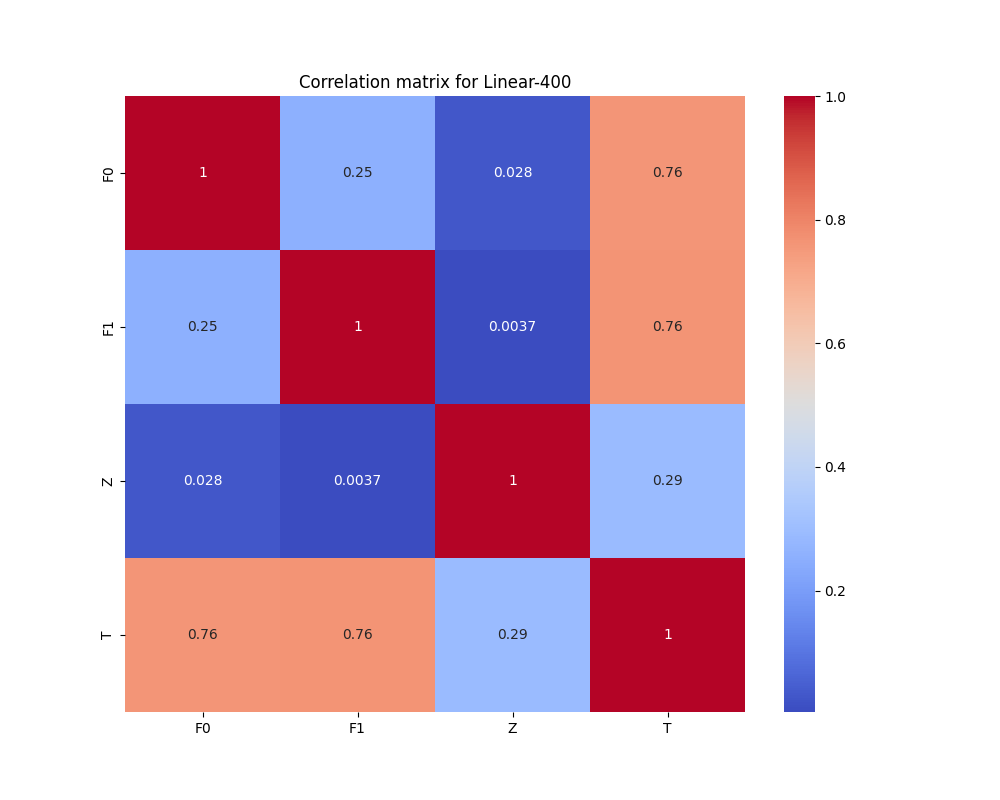 Correlation matrix for Linear-400
F0 1 0.25 0.028 0.76
F1 0.25 1 0.0037 0.76
Z 0.028 0.0037 1 0.29
T 0.76 0.76 0.29 1
F0 F1 Z T
1.0
0.8
0.6
0.4
0.2